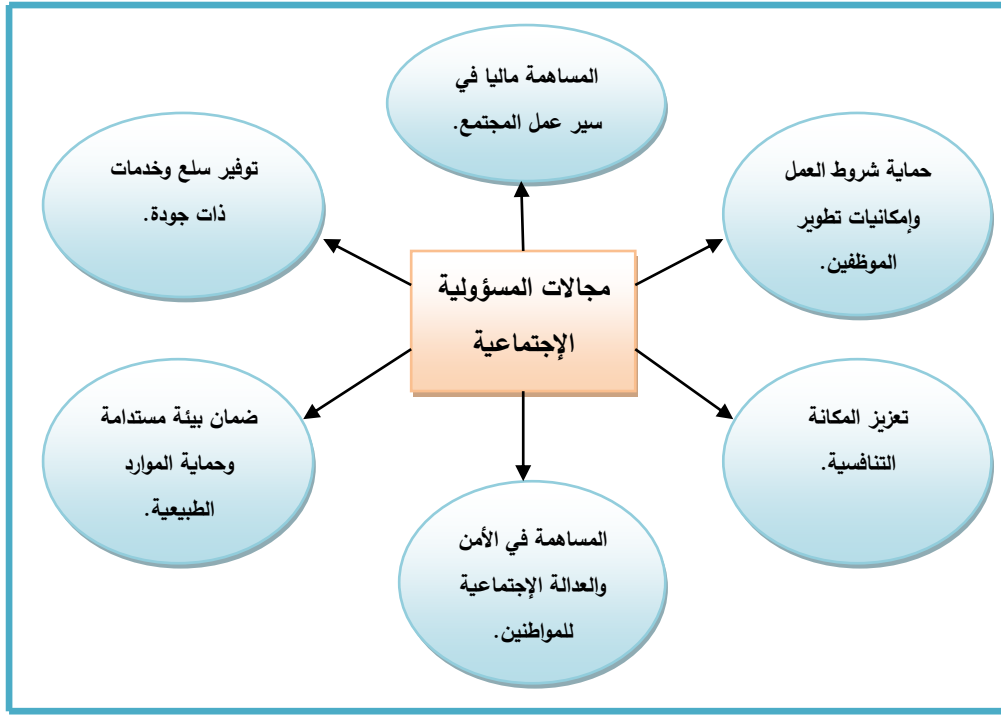 المساهمة ماليا في
سير عمل المجتمع.
حماية شروط العمل
وإمكانيات تطوير
الموظفين.
توفير سلع وخدمات
ذات جودة.
مجالات المسؤولية
الإجتماعية
تعزيز المكانة
التنافسية.
ضمان بيئة مستدامة
وحماية الموارد
الطبيعية.
المساهمة في الأمن
والعدالة الإجتماعية
للمواطنين.